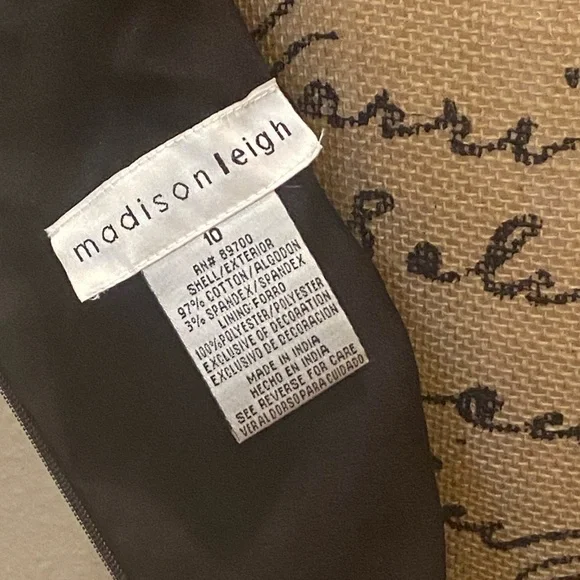 madison leigh
10
RN# 89700
SHELL/EXTERIOR
97% COTTON/ALGODON
3% SPANDEX/SPANDEX
LINING-FORRO
100%POLYESTER/POLYESTER
EXCLUSIVE OF DECORATION
EXCLUSIVO DE DECORACION
MADE IN INDIA
HECHO EN INDIA
SEE REVERSE FOR CARE
VER AL DORSO PARA CUIDADO